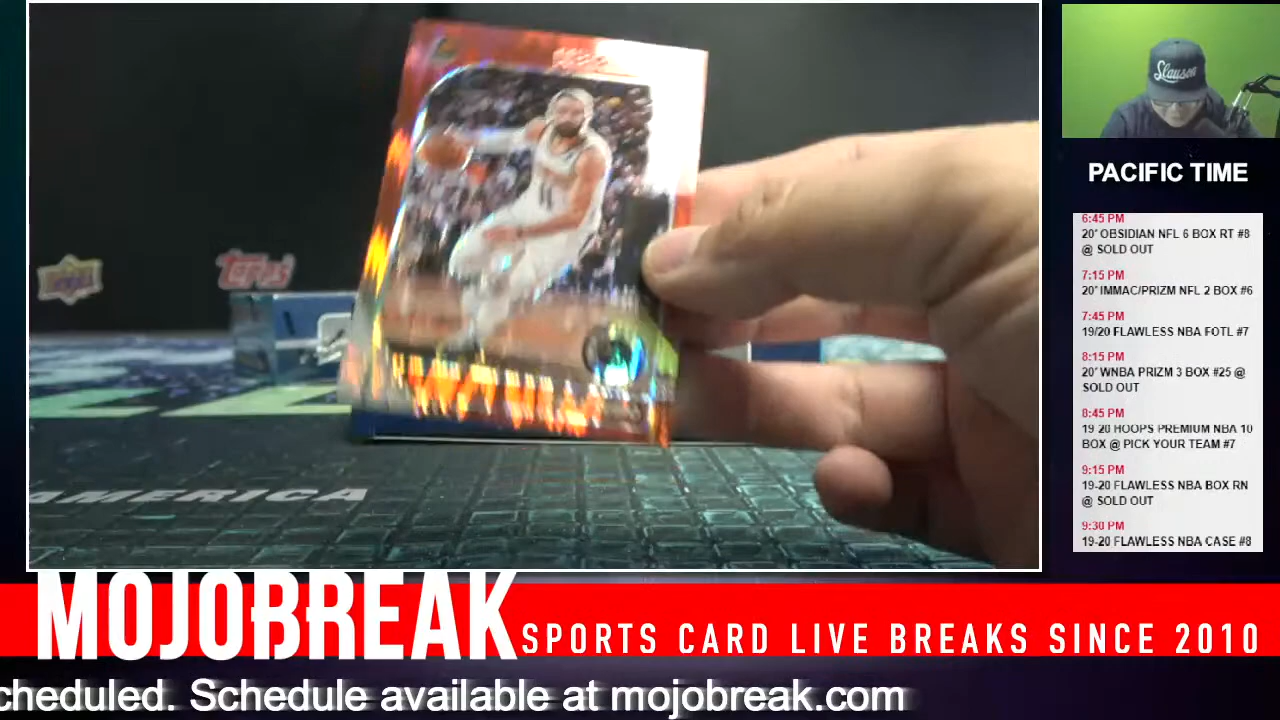 Slauson
PACIFIC TIME
6:45 PM
20' OBSIDIAN NFL 6 BOX RT #8
@ SOLD OUT
7:15 PM
20' IMMAC/PRIZM NFL 2 BOX #6
7:45 PM
19/20 FLAWLESS NBA FOTL #7
8:15 PM
20' WNBA PRIZM 3 BOX #25 @
SOLD OUT
8:45 PM
19 20 HOOPS PREMIUM NBA 10
BOX @ PICK YOUR TEAM #7
9:15 PM
19-20 FLAWLESS NBA BOX RN
@ SOLD OUT
9:30 PM
19-20 FLAWLESS NBA CASE #8
TOPPS
AMERICA
MOJOBREAK
SPORTS CARD LIVE BREAKS SINCE 2010
cheduled. Schedule available at mojobreak.com